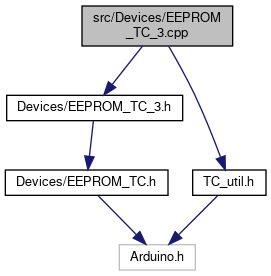 src/Devices/EEPROM
_TC_3.cpp
Devices/EEPROM_TC_3.h
Devices/EEPROM_TC.h
TC_util.h
Arduino.h